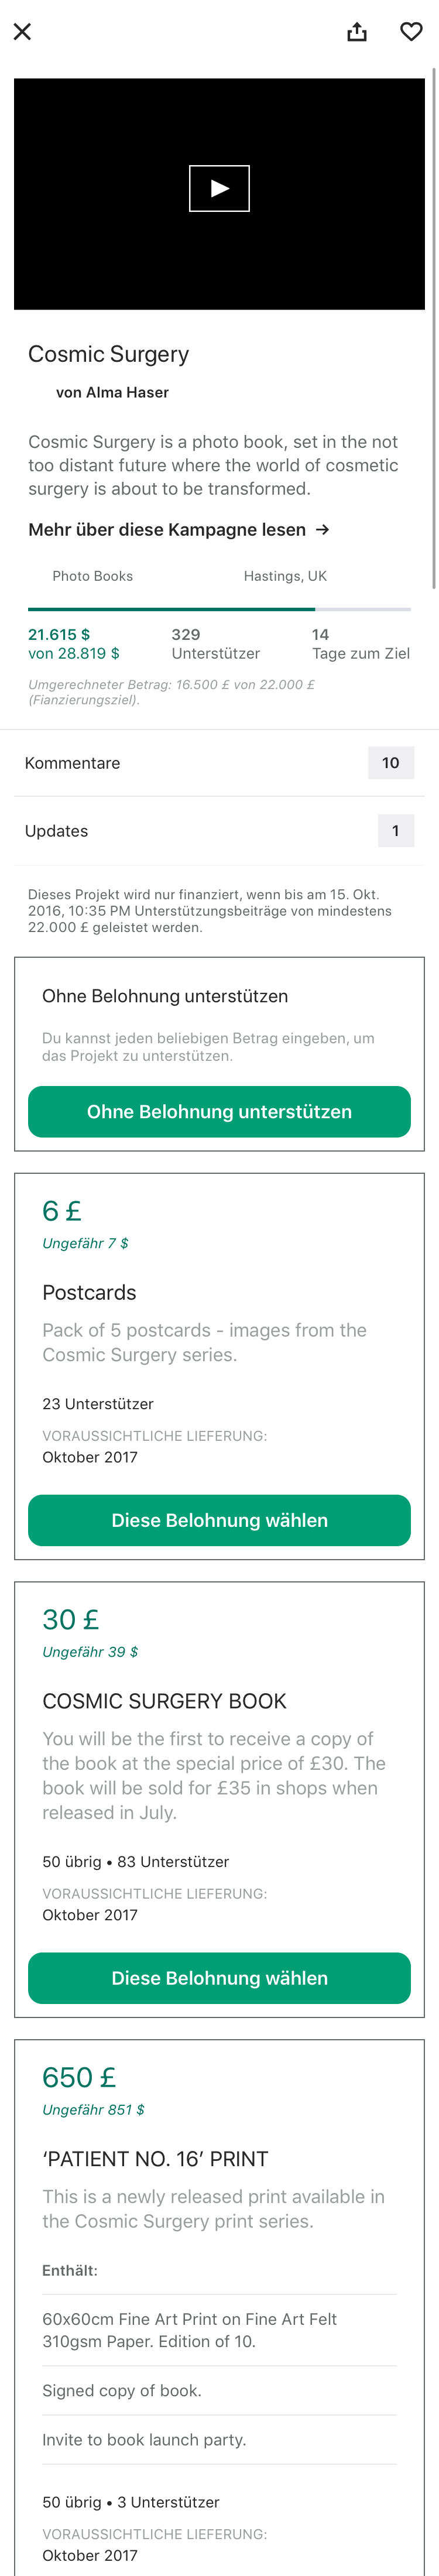 Cosmic Surgery
von Alma Haser
Cosmic Surgery is a photo book, set in the not
too distant future where the world of cosmetic
surgery is about to be transformed.
Mehr über diese Kampagne lesen →
Photo Books
Hastings, UK
21.615 $
von 28.819 $
329
Unterstützer
14
Tage zum Ziel
Umgerechneter Betrag: 16.500 £ von 22.000 £
(Fianzierungsziel).
Kommentare
10
Updates
1
Dieses Projekt wird nur finanziert, wenn bis am 15. Okt.
2016, 10:35 PM Unterstützungsbeiträge von mindestens
22.000 £ geleistet werden.
Ohne Belohnung unterstützen
Du kannst jeden beliebigen Betrag eingeben, um
das Projekt zu unterstützen.
Ohne Belohnung unterstützen
6 £
Ungefähr 7 $
Postcards
Pack of 5 postcards - images from the
Cosmic Surgery series.
23 Unterstützer
VORAUSSICHTLICHE LIEFERUNG:
Oktober 2017
Diese Belohnung wählen
30 £
Ungefähr 39 $
COSMIC SURGERY BOOK
You will be the first to receive a copy of
the book at the special price of £30. The
book will be sold for £35 in shops when
released in July.
50 übrig • 83 Unterstützer
VORAUSSICHTLICHE LIEFERUNG:
Oktober 2017
Diese Belohnung wählen
650 £
Ungefähr 851 $
‘PATIENT NO. 16’ PRINT
This is a newly released print available in
the Cosmic Surgery print series.
Enthält:
60x60cm Fine Art Print on Fine Art Felt
310gsm Paper. Edition of 10.
Signed copy of book.
Invite to book launch party.
50 übrig • 3 Unterstützer
VORAUSSICHTLICHE LIEFERUNG:
Oktober 2017